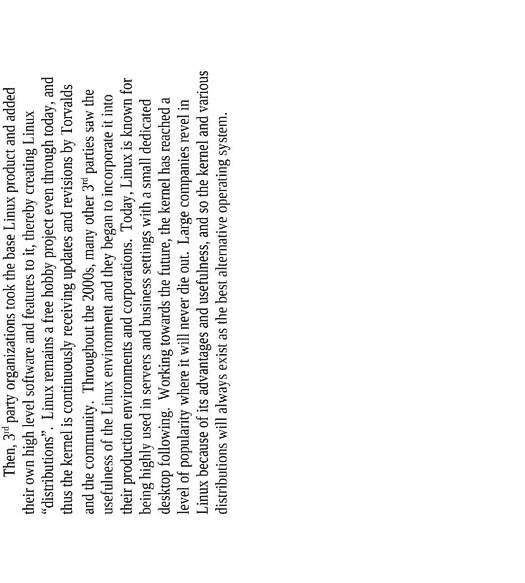 Then, 3rd party organizations took the base Linux product and added
their own high level software and features to it, thereby creating Linux
“distributions”.  Linux remains a free hobby project even through today, and
thus the kernel is continuously receiving updates and revisions by Torvalds
and the community.  Throughout the 2000s, many other 3rd parties saw the
usefulness of the Linux environment and they began to incorporate it into
their production environments and corporations.  Today, Linux is known for
being highly used in servers and business settings with a small dedicated
desktop following.  Working towards the future, the kernel has reached a
level of popularity where it will never die out.  Large companies revel in
Linux because of its advantages and usefulness, and so the kernel and various
distributions will always exist as the best alternative operating system.